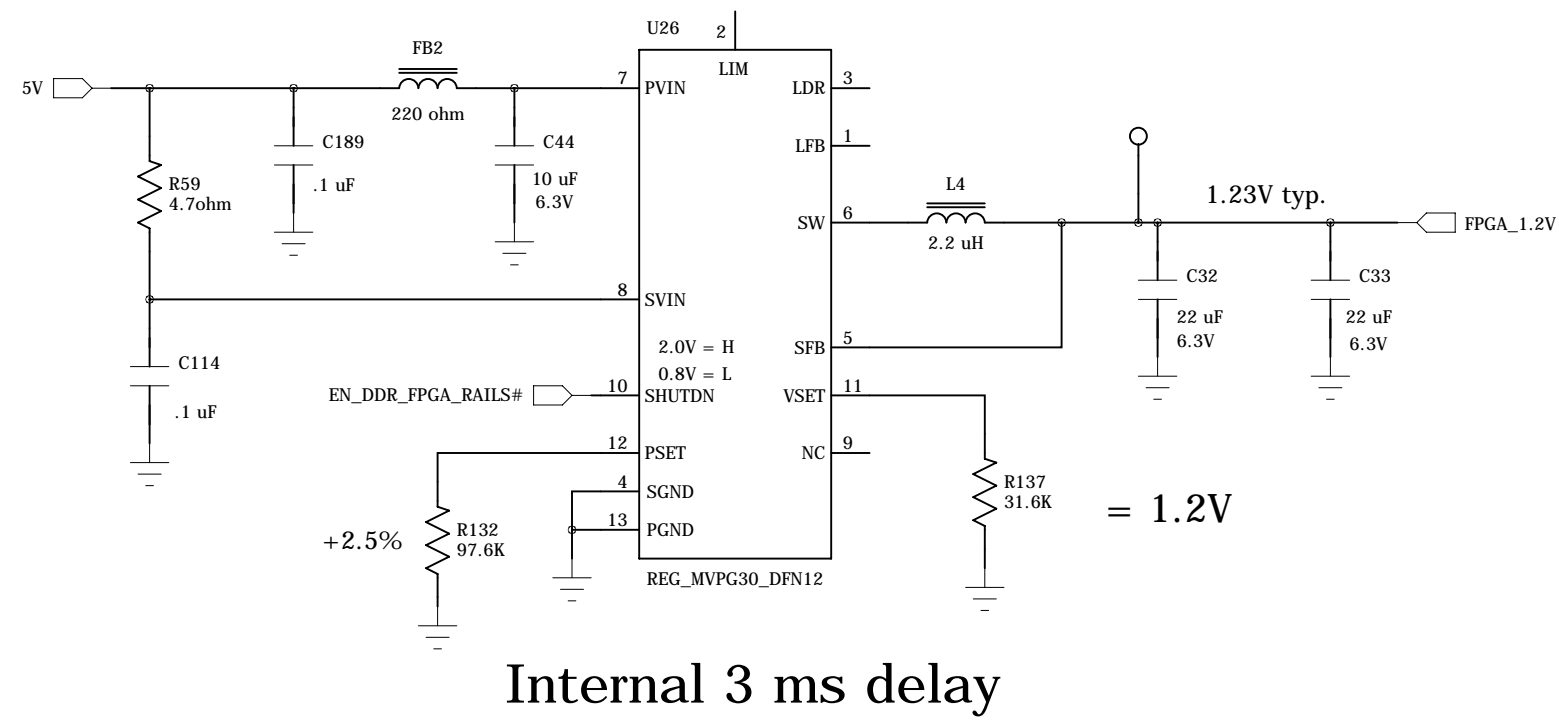 U26
2
LIM
FB2
220 ohm
5V
7
PVIN
LDR
3
C189
.1 uF
C44
10 uF
6.3V
LFB
1
R59
4.7ohm
L4
2.2 uH
SW
6
1.23V typ.
FPGA_1.2V
C32
22 uF
6.3V
C33
22 uF
6.3V
8
SVIN
2.0V = H
0.8V = L
SFB
5
C114
.1 uF
EN_DDR_FPGA_RAILS#
10
SHUTDN
VSET
11
12
PSET
NC
9
4
SGND
R137
31.6K
= 1.2V
13
PGND
+2.5%
R132
97.6K
REG_MVPG30_DFN12
Internal 3 ms delay